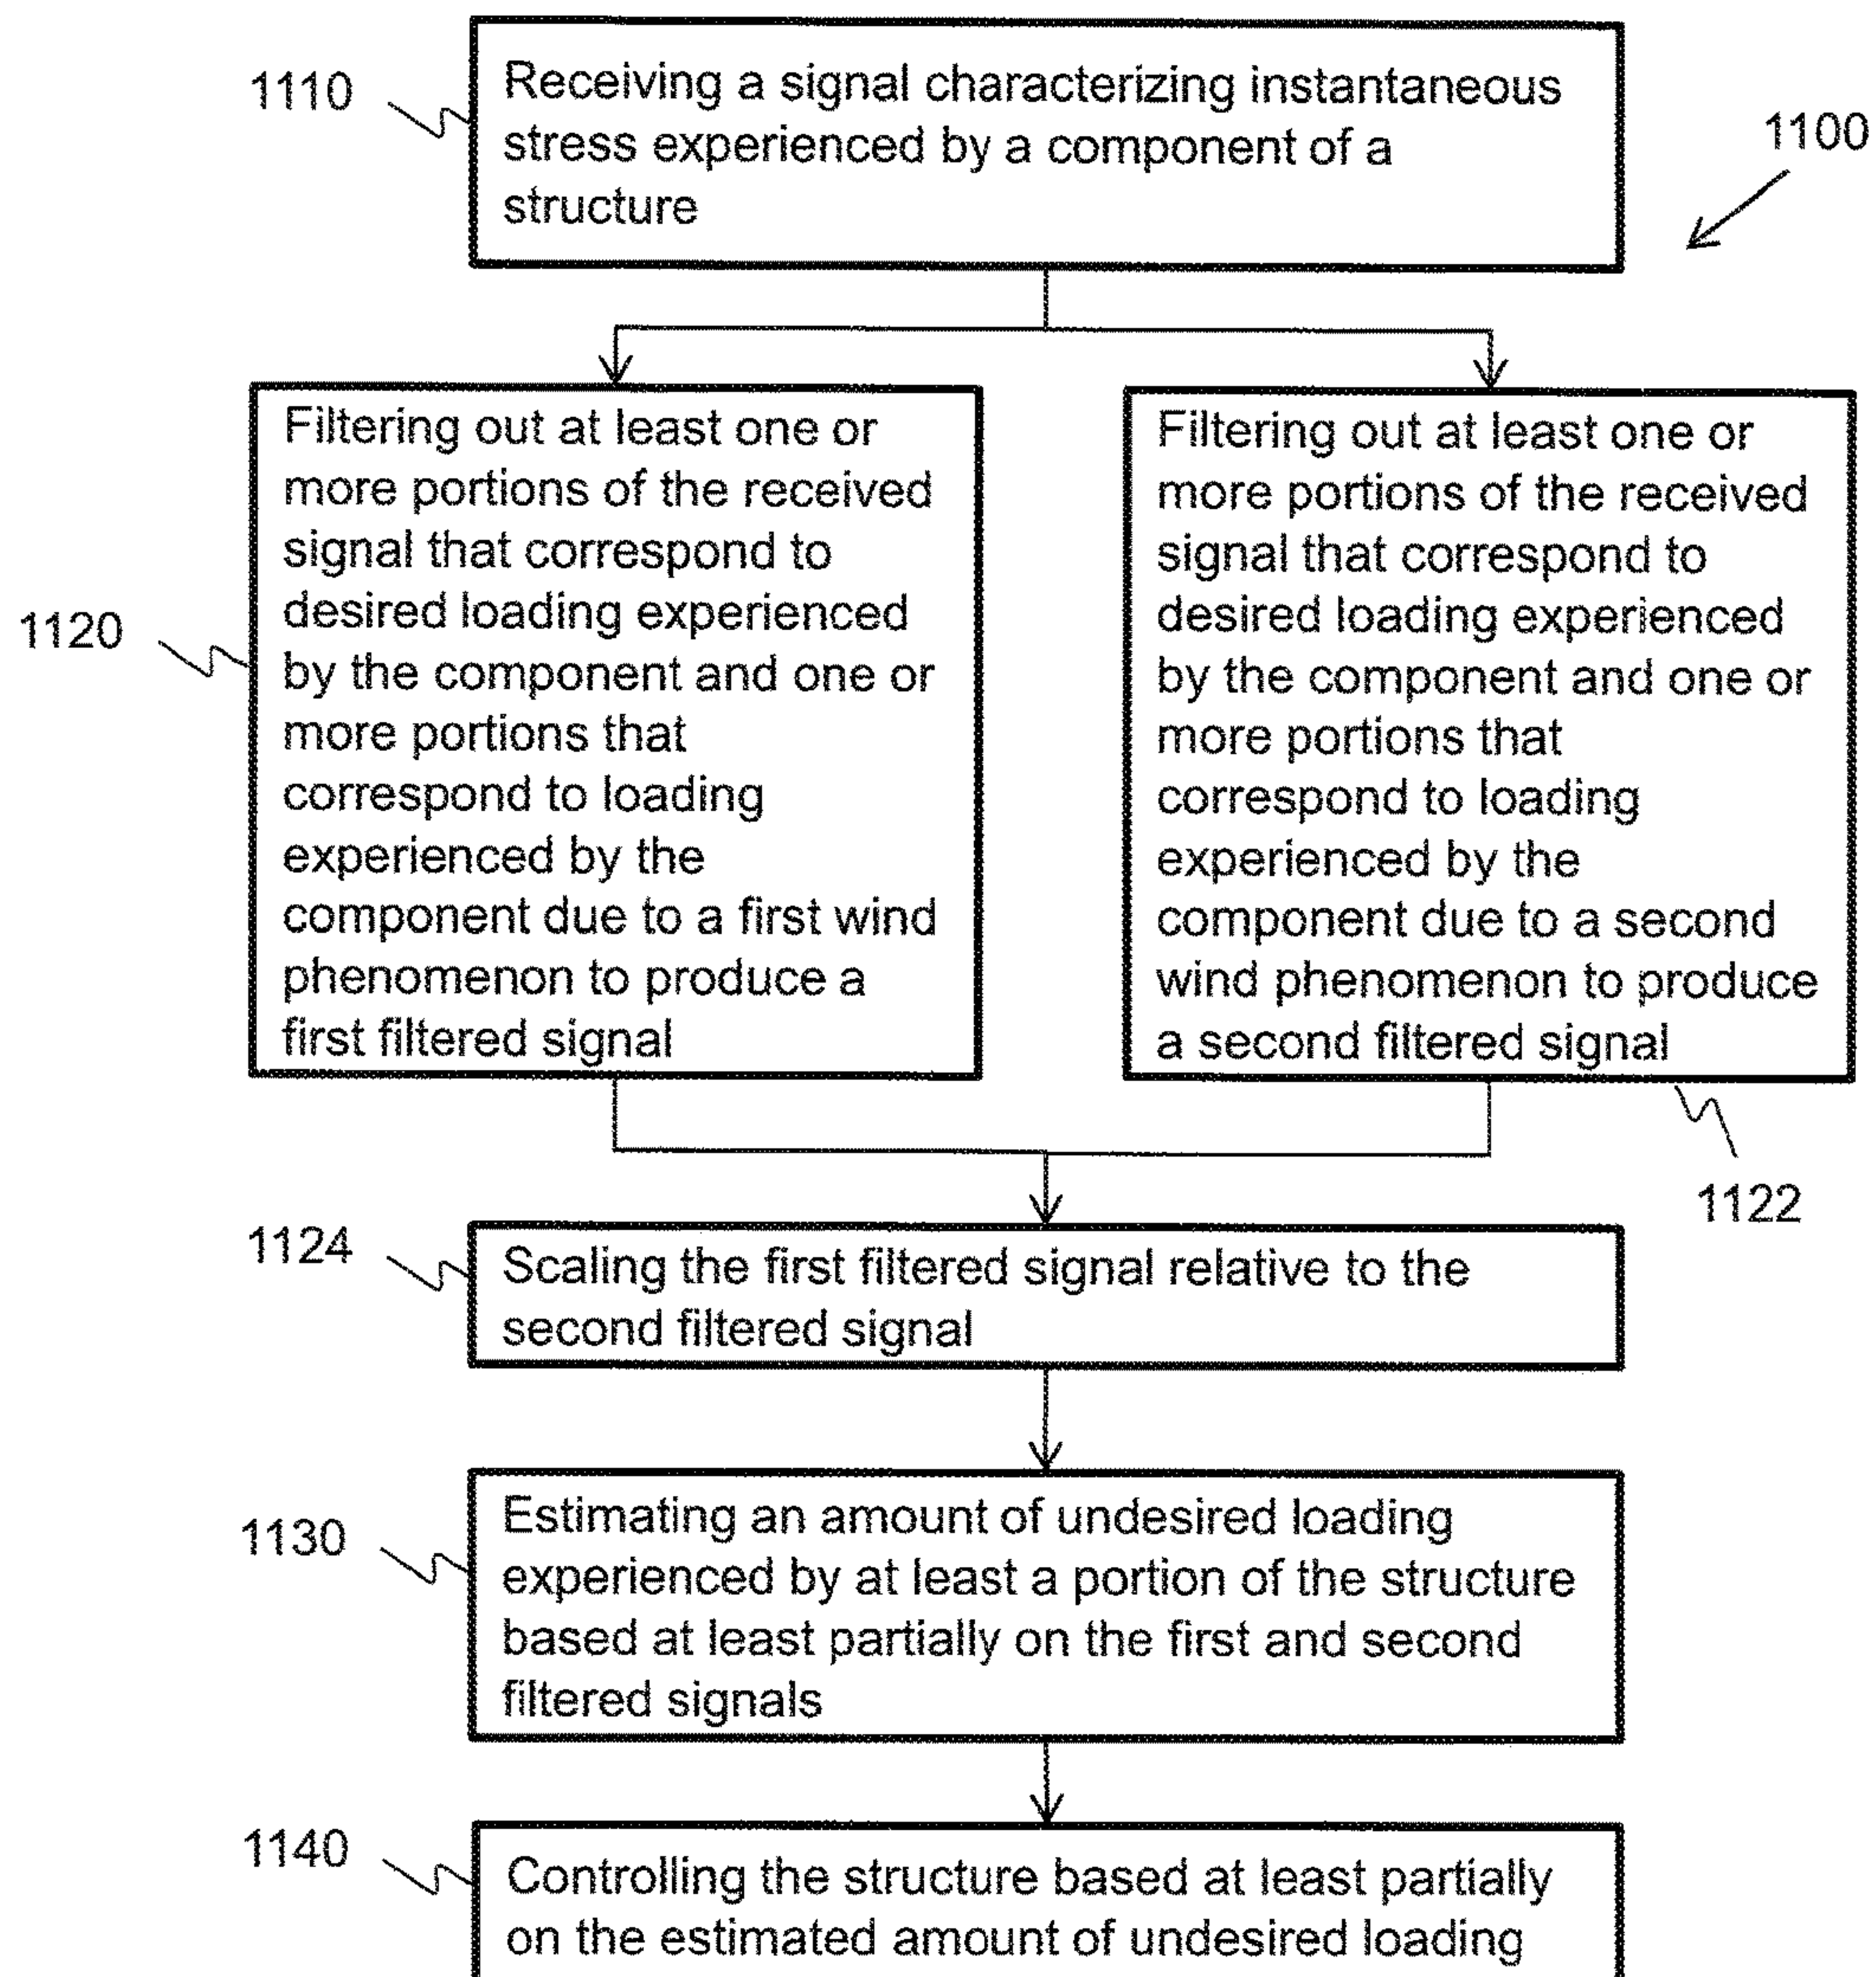 1110
Receiving a signal characterizing instantaneous
stress experienced by a component of a
structure
1100
1120
Filtering out at least one or
more portions of the received
signal that correspond to
desired loading experienced
by the component and one or
more portions that
correspond to loading
experienced by the
component due to a first wind
phenomenon to produce a
first filtered signal
Filtering out at least one or
more portions of the received
signal that correspond to
desired loading experienced
by the component and one or
more portions that
correspond to loading
experienced by the
component due to a second
wind phenomenon to produce
a second filtered signal
1122
1124
Scaling the first filtered signal relative to the
second filtered signal
1130
Estimating an amount of undesired loading
experienced by at least a portion of the structure
based at least partially on the first and second
filtered signals
1140
Controlling the structure based at least partially
on the estimated amount of undesired loading